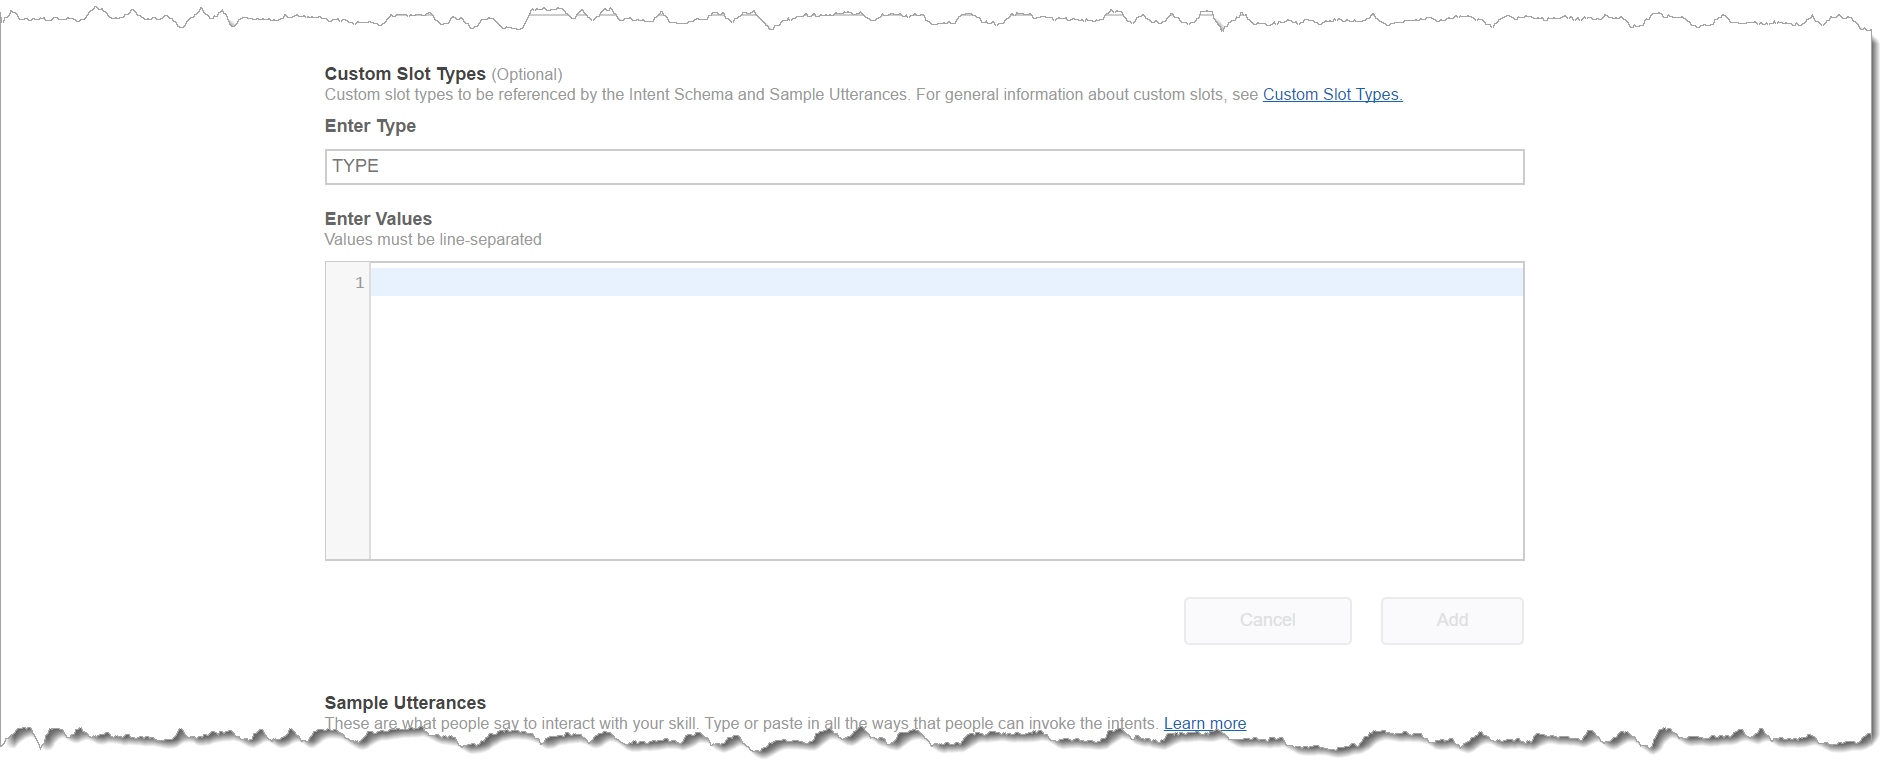 Custom Slot Types (Optional)
Custom slot types to be referenced by the Intent Schema and Sample Utterances. For general information about custom slots, see Custom Slot Types.
Enter Type
TYPE
Enter Values
Values must be line-separated
1
Cancel Add
Sample Utterances
These are what people say to interact with your skill. Type or paste in all the ways that people can invoke the intents. Learn more